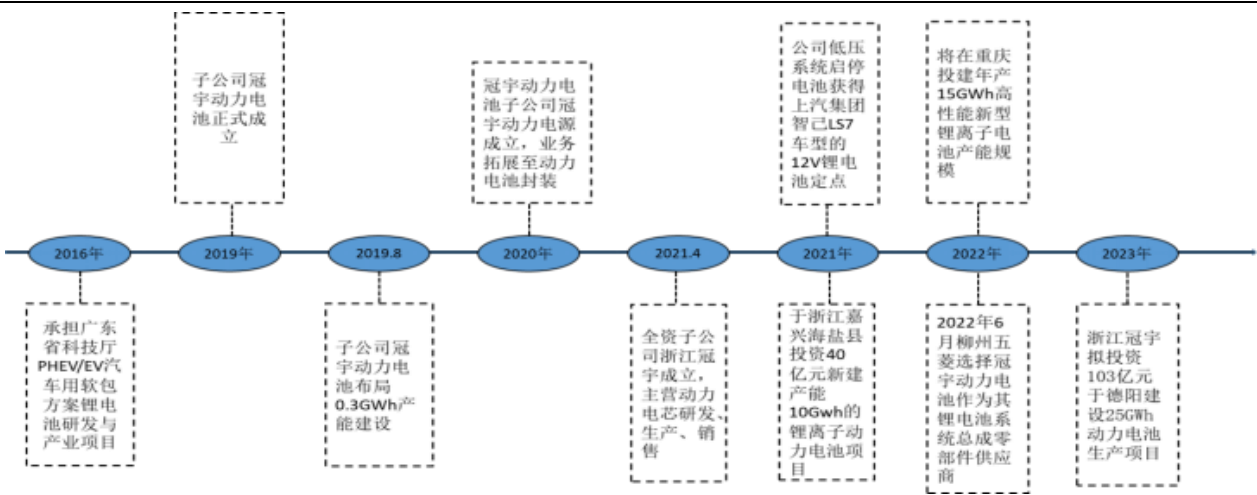 子公司冠
宇动力电
池正式成
立
冠宇动力电
池子公司冠
宇动力电源
成立，业务
拓展至动力
电池封装
公司低压
系统启停
电池获得
上汽集团
智己LS7
车型的
12V锂电
池定点
将在重庆
投建年产
15GWh高
性能新型
锂离子电
池产能规
模
2016年
2019年
2019.8
2020年
2021.4
2021年
2022年
2023年
承担广东
省科技厅
PHEV/EV汽
车用软包
方案锂电
池研发与
产业项目
子公司冠
宇动力电
池布局
0.3GWh产
能建设
全资子公
司浙江冠
宇成立，
主营动力
电芯研发、
生产、销
售
于浙江嘉
兴海盐县
投资40
亿元新建
产能
10Gwh的
锂离子动
力电池项
目
2022年6
月柳州五
菱选择冠
宇动力电
池作为其
锂电池系
统总成零
部件供应
商
浙江冠宇
拟投资
103亿元
于德阳建
设25GWh
动力电池
生产项目